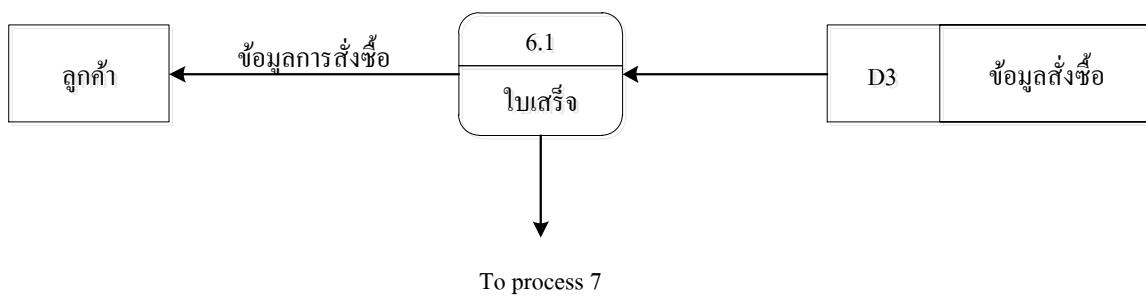 6.1
ลูกค้า
ข้อมูลการสั่งซื้อ
ใบเสร็จ
D3
ข้อมูลสั่งซื้อ
To process 7